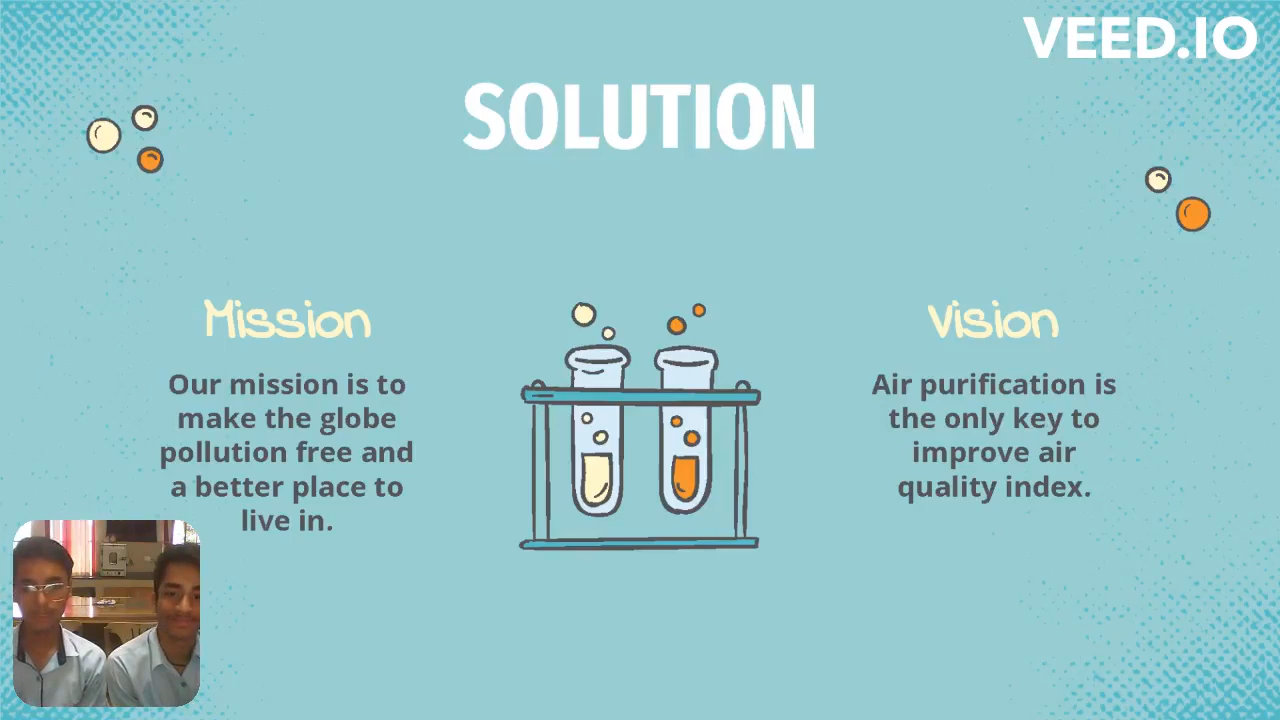 VEED.IO
SOLUTION
Mission
Our mission is to
make the globe
pollution free and
a better place to
live in.
Vision
Air purification is
the only key to
improve air
quality index.